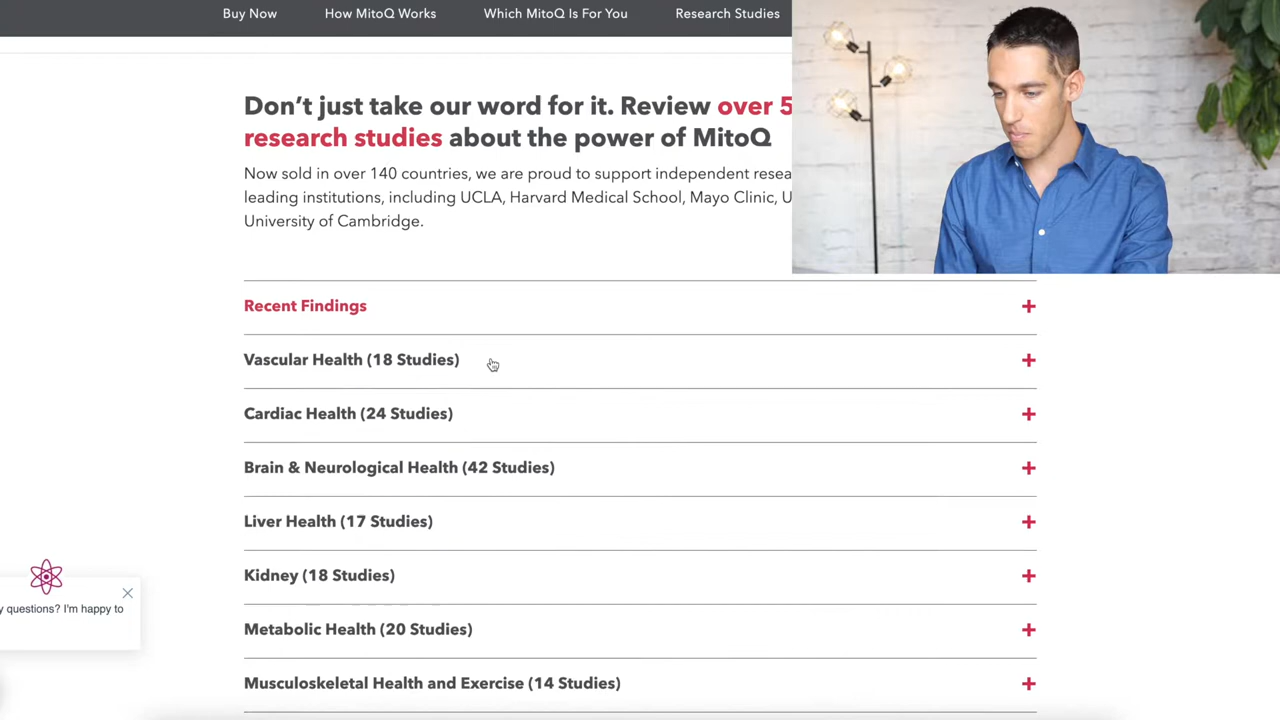 Buy Now How MitoQ Works Which MitoQ Is For You Research Studies
Don’t just take our word for it. Review over 5
research studies about the power of MitoQ
Now sold in over 140 countries, we are proud to support independent resea
leading institutions, including UCLA, Harvard Medical School, Mayo Clinic, U
University of Cambridge.
Recent Findings +
Vascular Health (18 Studies) +
Cardiac Health (24 Studies) +
Brain & Neurological Health (42 Studies) +
Liver Health (17 Studies) +
Kidney (18 Studies) +
y questions? I'm happy to
Metabolic Health (20 Studies) +
Musculoskeletal Health and Exercise (14 Studies) +